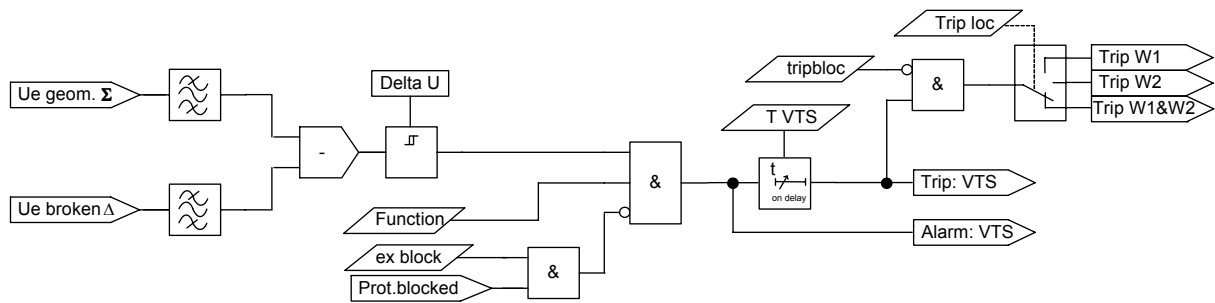 Trip loc
Trip W1
tripbloc
Trip W2
&
Trip W1&W2
Ue geom. Σ
Delta U
T VTS
-
t
on delay
&
Trip: VTS
Ue broken Δ
Function
Alarm: VTS
ex block
&
Prot.blocked